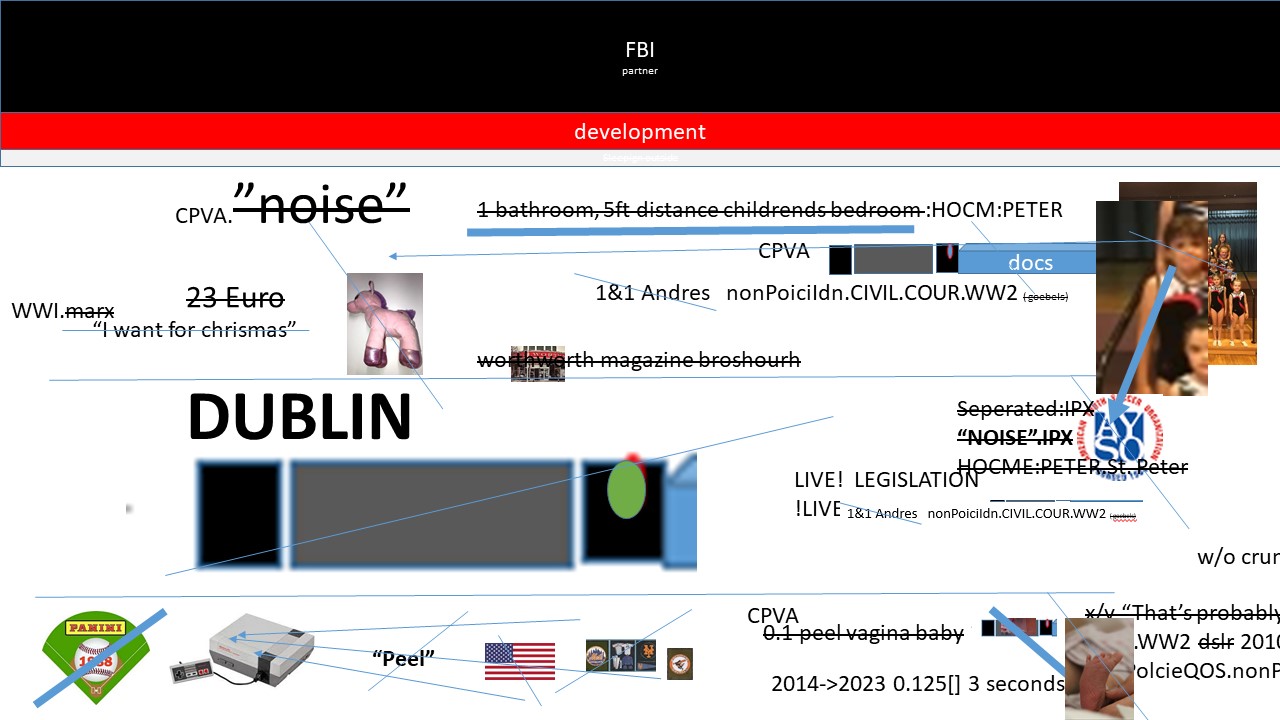 FBI
partner
development
CPVA.”noise”
1 bathroom, 5ft distance childrends bedroom :HOCM:PETER
CPVA
docs
1&1 Andres nonPoiciIdn.CIVIL.COUR.WW2 (goebels)
23 Euro
WWI.marx
“I want for chrismas”
worthworth magazine broshourh
DUBLIN
Seperated:IPX
“NOISE”.IPX
HOCME:PETER.St. Peter
AYSO
LIVE! LEGISLATION
!LIVE 1&1 Andres nonPoiciIdn.CIVIL.COUR.WW2 (goebels)
w/o crun
PANINI
1988
“Peel”
CPVA
0.1 peel vagina baby
2014->2023 0.125[] 3 seconds
x/y “That’s probably
.WW2 dslr 2010
PolcieQOS.nonP